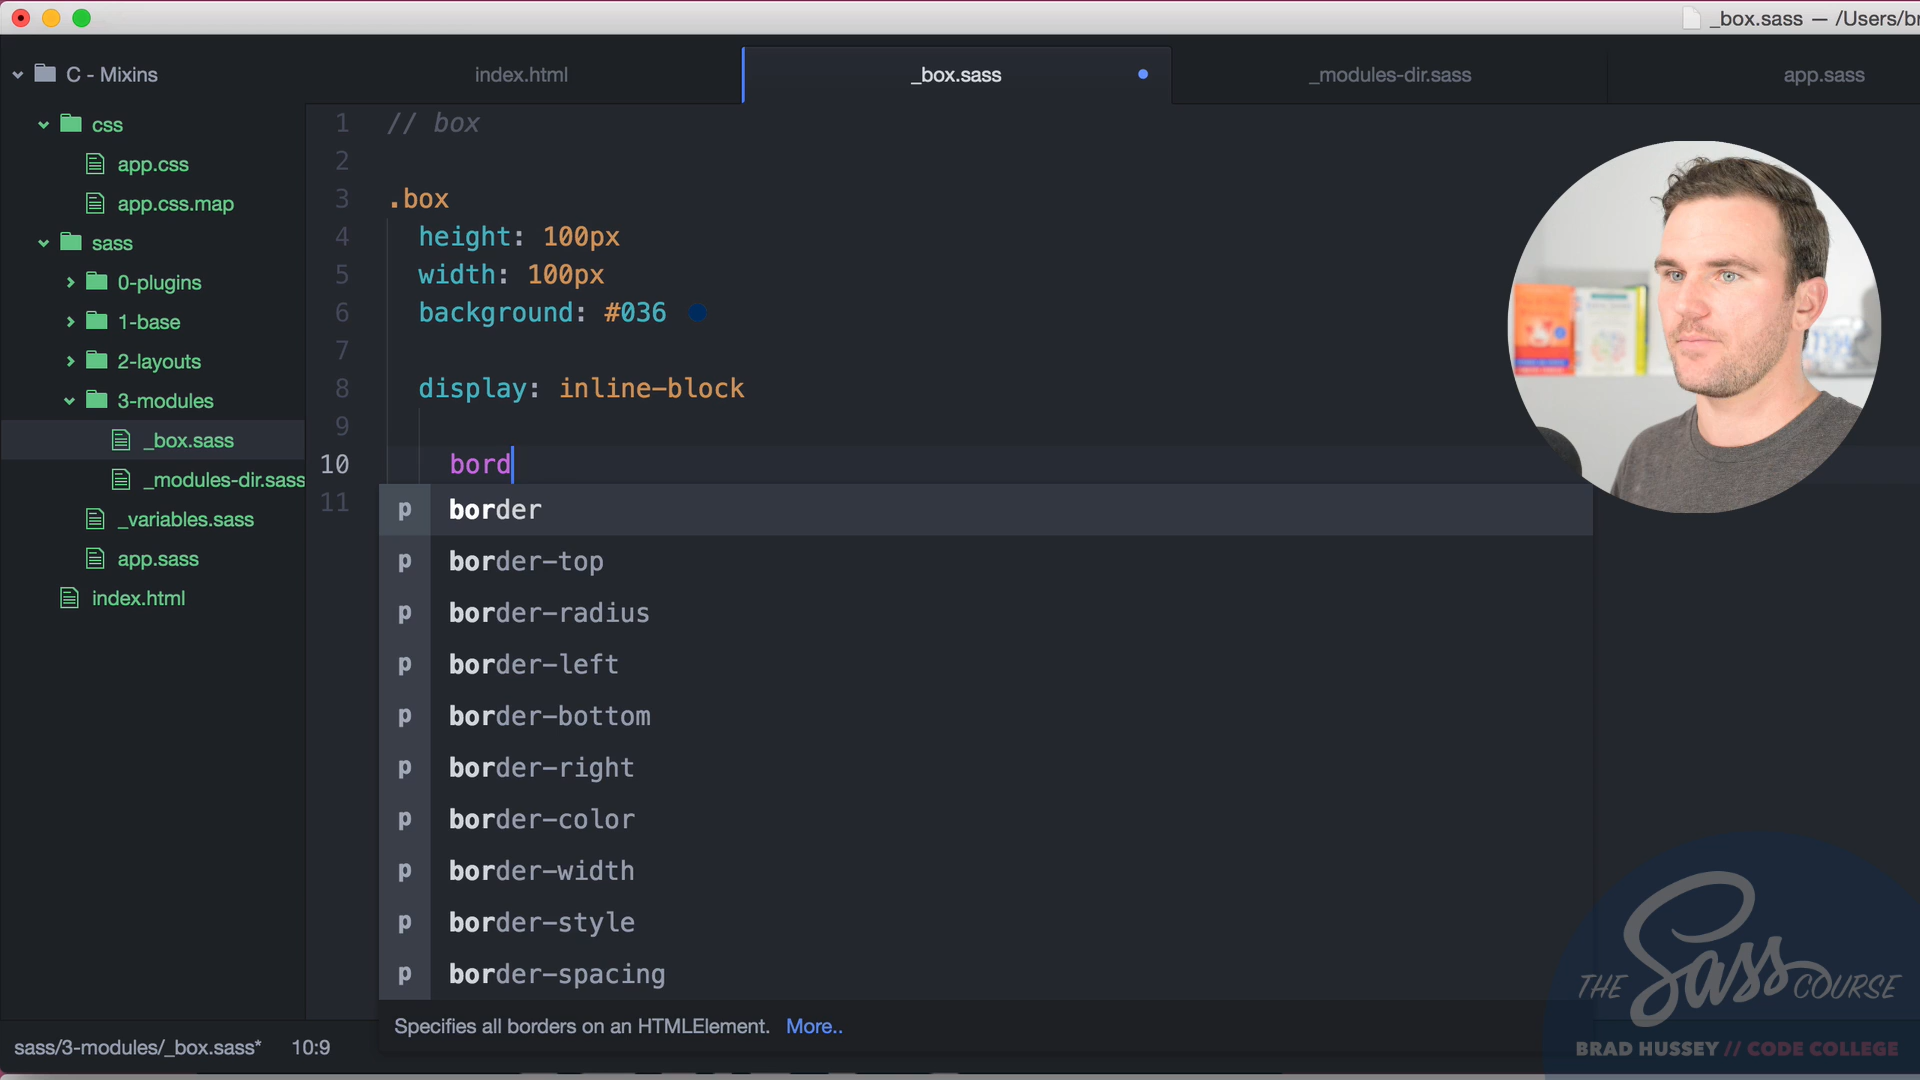 _box.sass — /Users/br
C - Mixins
index.html
_box.sass
_modules-dir.sass
app.sass
css
app.css
app.css.map
sass
0-plugins
1-base
2-layouts
3-modules
_box.sass
_modules-dir.sass
_variables.sass
app.sass
index.html
1 // box
2
3 .box
4 height: 100px
5 width: 100px
6 background: #036
7
8 display: inline-block
9
10 bord
11
p border
p border-top
p border-radius
p border-left
p border-bottom
p border-right
p border-color
p border-width
p border-style
p border-spacing
Specifies all borders on an HTMLElement. More..
sass/3-modules/_box.sass* 10:9
THE Sass COURSE
BRAD HUSSEY // CODE COLLEGE